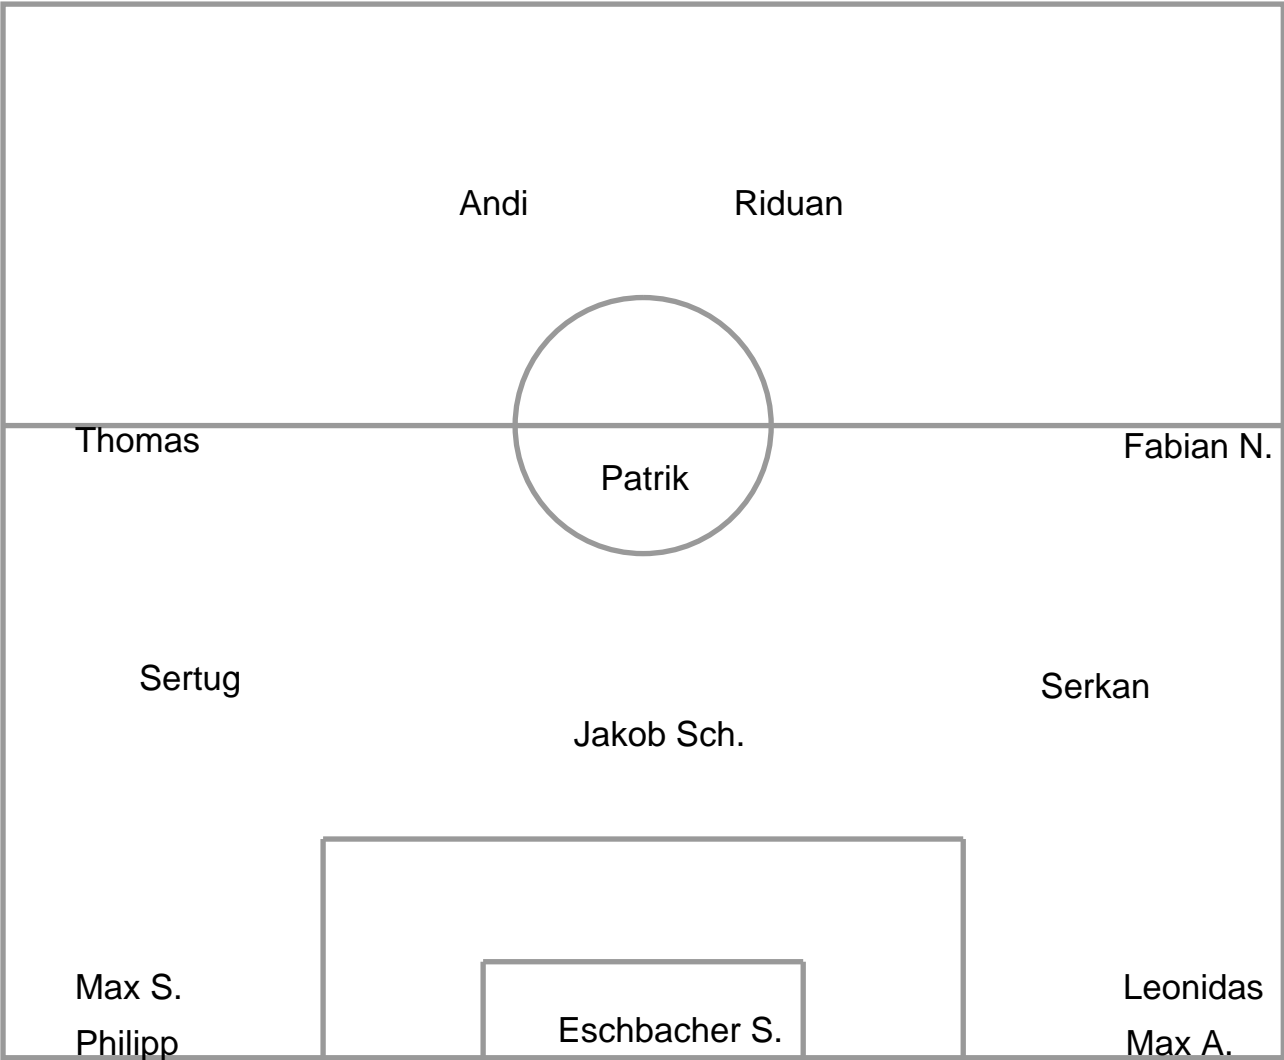 Andi
Riduan
Thomas
Fabian N.
Patrik
Sertug
Serkan
Jakob Sch.
Max S.
Leonidas
Eschbacher S.
Philipp
Max A.